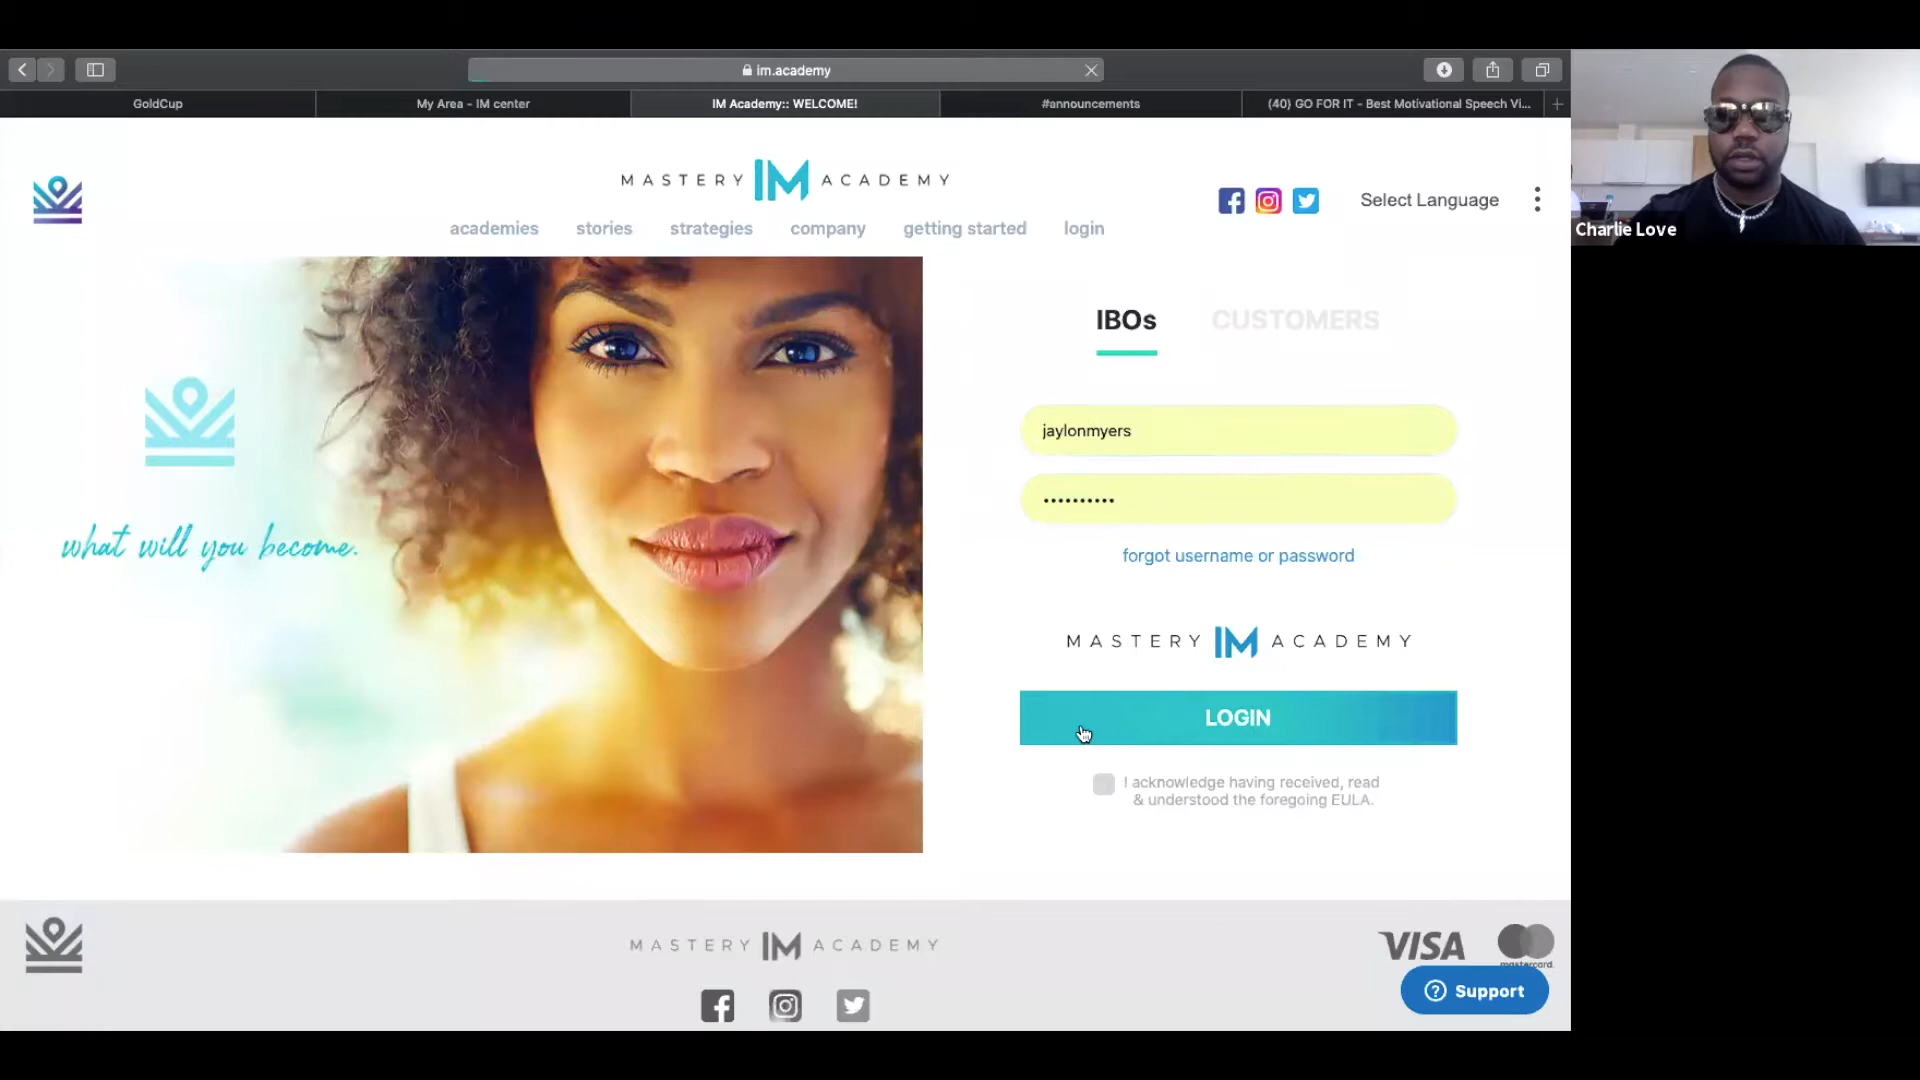 im.academy
GoldCup
My Area - IM center
IM Academy:: WELCOME!
#announcements
(40) GO FOR IT - Best Motivational Speech Vi...
MASTERY IM ACADEMY
Select Language
academies
stories
strategies
company
getting started
login
Charlie Love
IBOs
CUSTOMERS
jaylonmyers
••••••••••
forgot username or password
what will you become.
MASTERY IM ACADEMY
LOGIN
I acknowledge having received, read
& understood the foregoing EULA.
MASTERY IM ACADEMY
VISA
mastercard.
Support